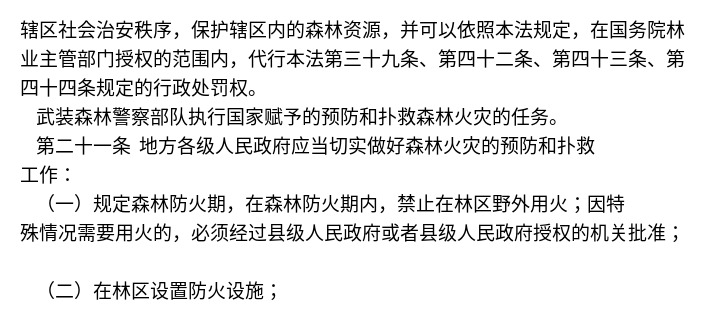 辖区社会治安秩序，保护辖区内的森林资源，并可以依照本法规定，在国务院林
业主管部门授权的范围内，代行本法第三十九条、第四十二条、第四十三条、第
四十四条规定的行政处罚权。
武装森林警察部队执行国家赋予的预防和扑救森林火灾的任务。
第二十一条 地方各级人民政府应当切实做好森林火灾的预防和扑救
工作：
（一）规定森林防火期，在森林防火期内，禁止在林区野外用火；因特
殊情况需要用火的，必须经过县级人民政府或者县级人民政府授权的机关批准；
（二）在林区设置防火设施；